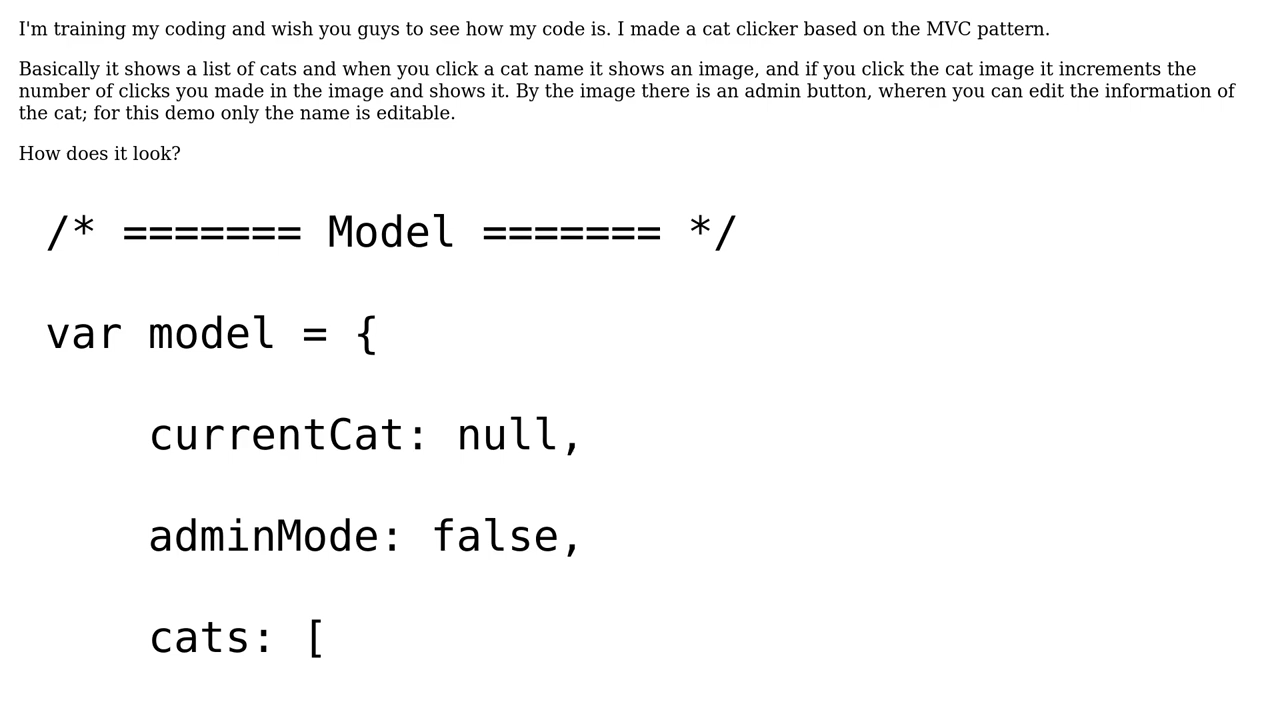 I'm training my coding and wish you guys to see how my code is. I made a cat clicker based on the MVC pattern.
Basically it shows a list of cats and when you click a cat name it shows an image, and if you click the cat image it increments the
number of clicks you made in the image and shows it. By the image there is an admin button, wheren you can edit the information of
the cat; for this demo only the name is editable.
How does it look?
/* ======= Model ======= */
var model = {
    currentCat: null,
    adminMode: false,
    cats: [